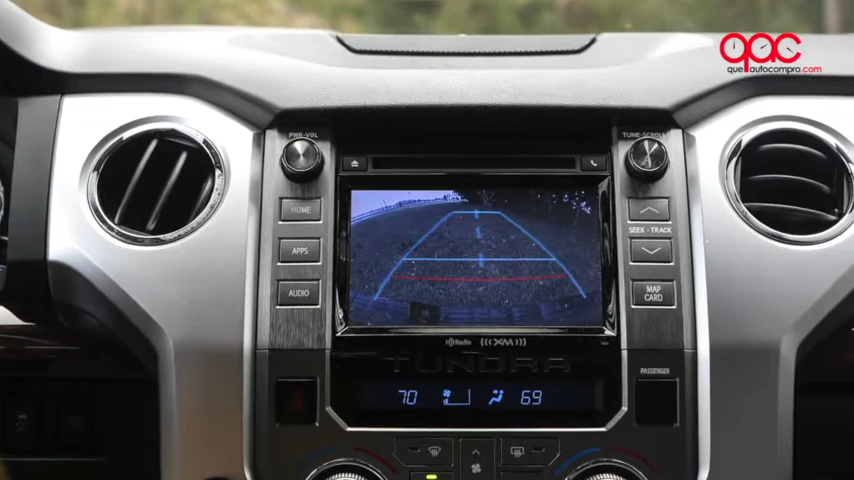 qac
quelautocompro.com
PWR•VOL
TUNE•SCROLL
HOME
SEEK • TRACK
APPS
AUDIO
MAP
CARD
HD Radio ((XM))
TUNDRA
PASSENGER
70
69